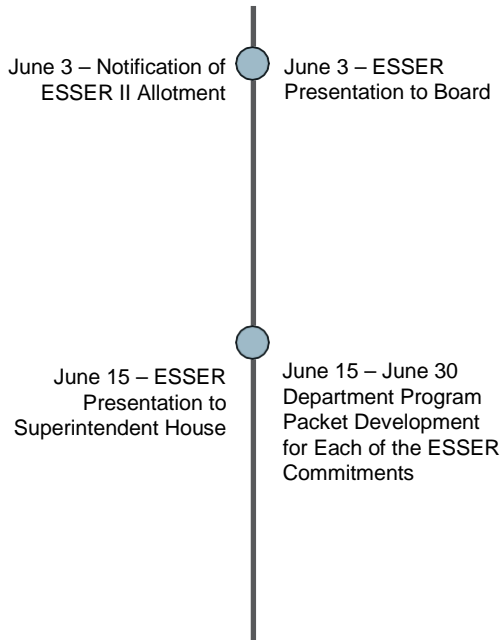 June 3 – Notification of
ESSER II Allotment
June 3 – ESSER
Presentation to Board
June 15 – ESSER
Presentation to
Superintendent House
June 15 – June 30
Department Program
Packet Development
for Each of the ESSER
Commitments